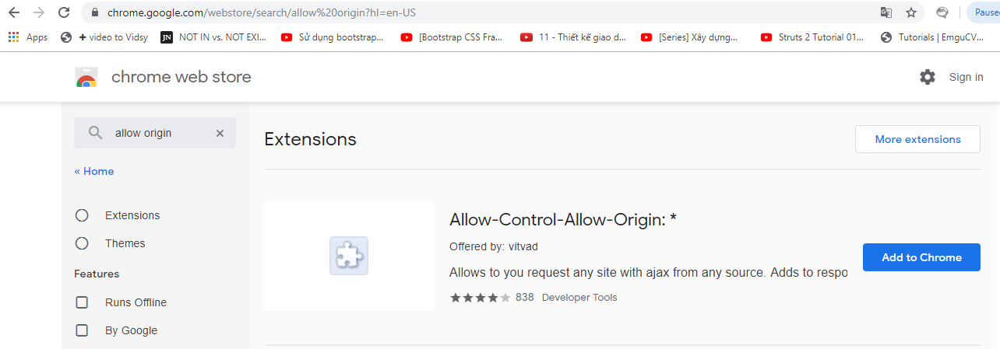 chrome.google.com/webstore/search/allow%20origin?hl=en-US
Paused
Apps
+ video to Vidsy
JN
NOT IN vs. NOT EXI...
Sử dụng bootstrap...
[Bootstrap CSS Fra...
11 - Thiết kế giao d...
[Series] Xây dựng...
Struts 2 Tutorial 01...
Tutorials | EmguCV...
chrome web store
Sign in
allow origin
Extensions
More extensions
« Home
Extensions
Themes
Features
Runs Offline
By Google
Allow-Control-Allow-Origin: *
Offered by: vitvad
Add to Chrome
Allows to you request any site with ajax from any source. Adds to respo
838 Developer Tools